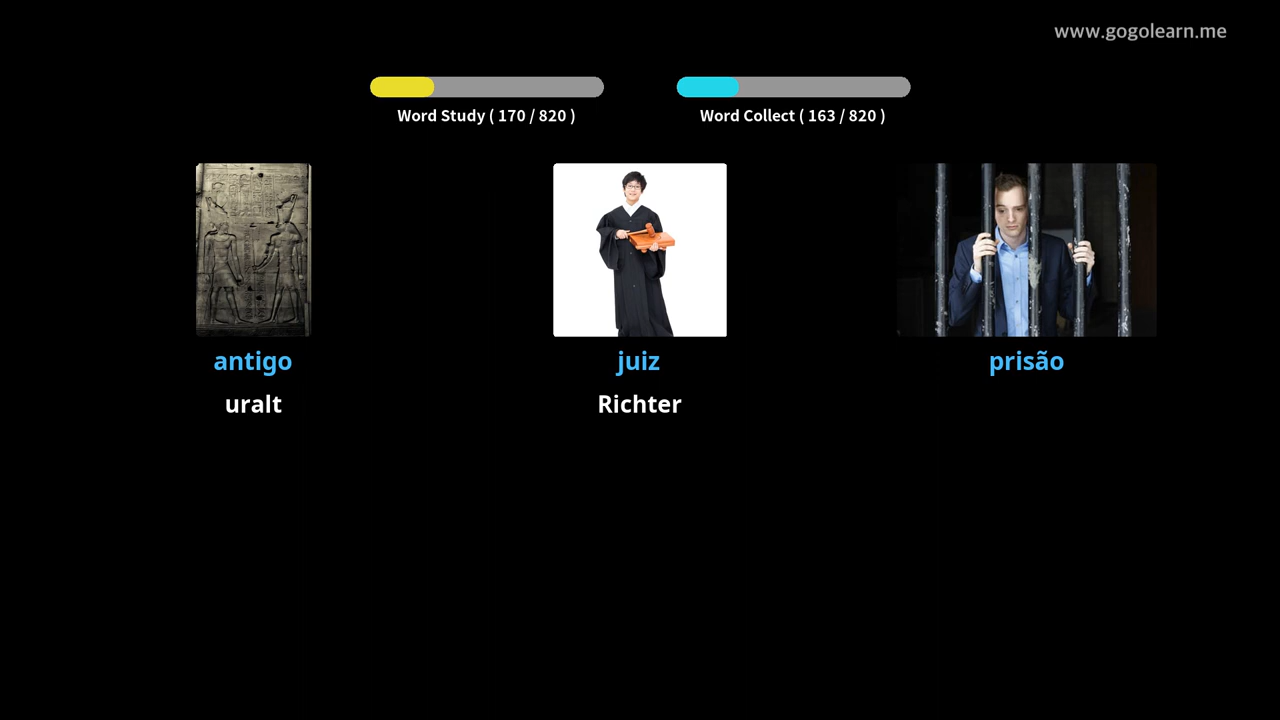 www.gogolearn.me
Word Study ( 170 / 820 )
Word Collect ( 163 / 820 )
antigo
juiz
prisão
uralt
Richter